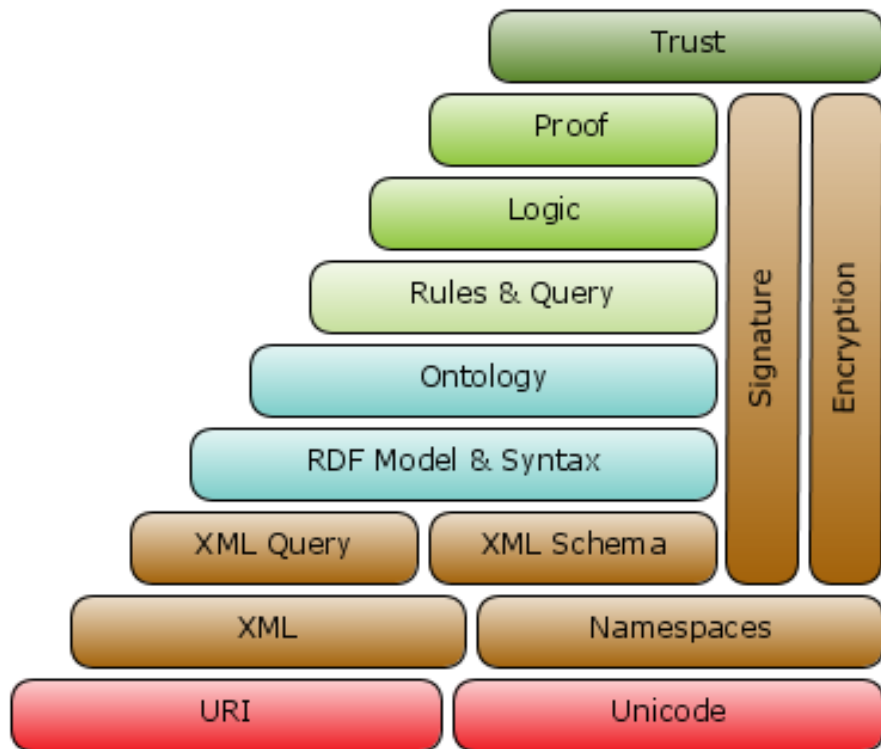 Trust
Proof
Logic
Rules & Query
Ontology
RDF Model & Syntax
Signature
Encryption
XML Query
XML Schema
XML
Namespaces
URI
Unicode